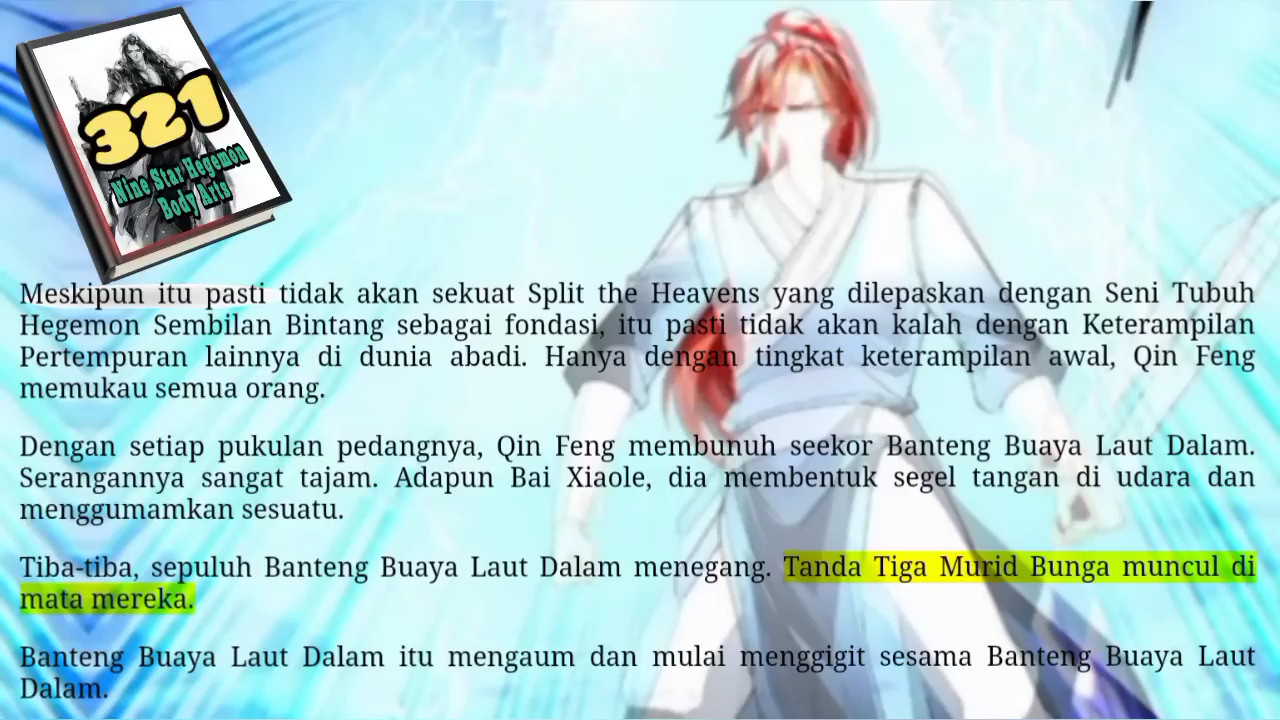 321
Nine Star Hegemon
Body Arts
Meskipun itu pasti tidak akan sekuat Split the Heavens yang dilepaskan dengan Seni Tubuh
Hegemon Sembilan Bintang sebagai fondasi, itu pasti tidak akan kalah dengan Keterampilan
Pertempuran lainnya di dunia abadi. Hanya dengan tingkat keterampilan awal, Qin Feng
memukau semua orang.
Dengan setiap pukulan pedangnya, Qin Feng membunuh seekor Banteng Buaya Laut Dalam.
Serangannya sangat tajam. Adapun Bai Xiaole, dia membentuk segel tangan di udara dan
menggumamkan sesuatu.
Tiba-tiba, sepuluh Banteng Buaya Laut Dalam menegang. Tanda Tiga Murid Bunga muncul di
mata mereka.
Banteng Buaya Laut Dalam itu mengaum dan mulai menggigit sesama Banteng Buaya Laut
Dalam.